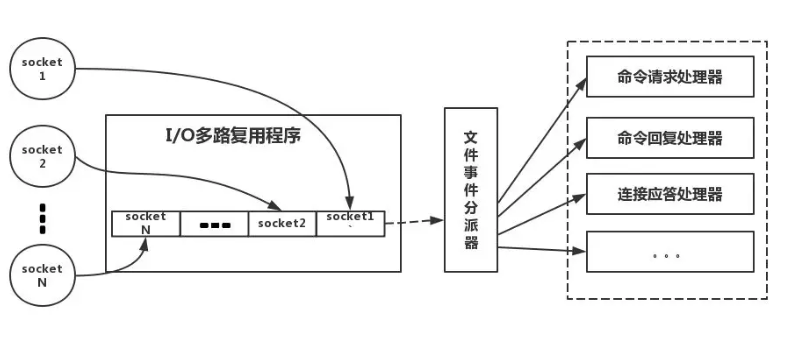 socket
1
socket
2
socket
N
I/O多路复用程序
socket
N
socket2
socket1
、
文
件
事
件
分
派
器
命令请求处理器
命令回复处理器
连接应答处理器
。。。